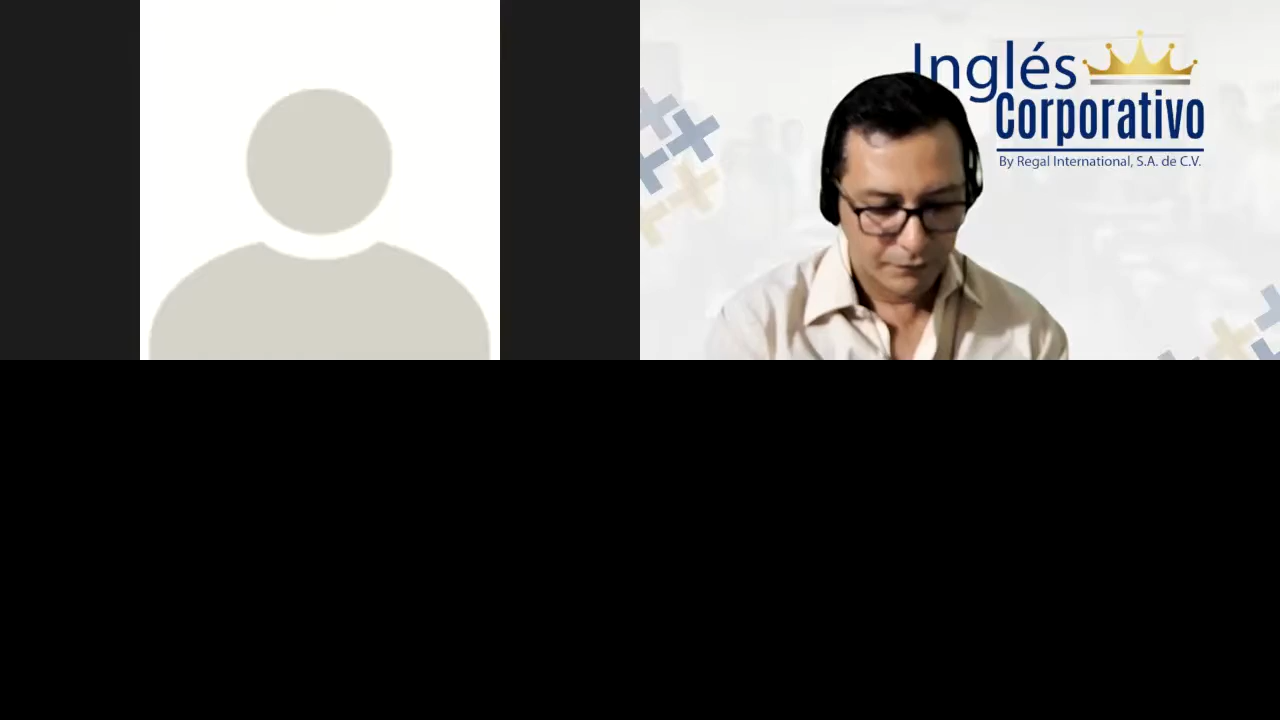 Inglés
Corporativo
By Regal International, S.A. de C.V.